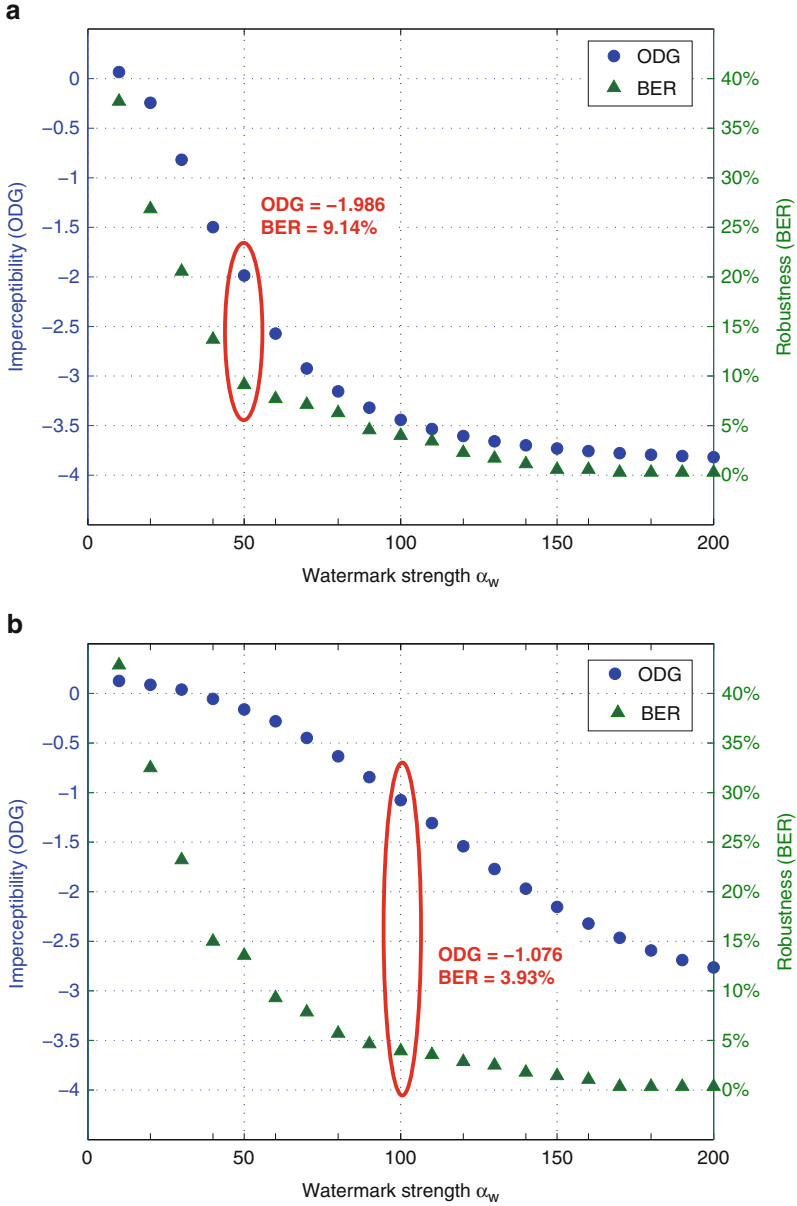 a
ODG
BER
0
−0.5
−1
−1.5
−2
−2.5
−3
−3.5
−4
Imperceptibility (ODG)
ODG = −1.986
BER = 9.14%
40%
35%
30%
25%
20%
15%
10%
5%
0%
Robustness (BER)
0
50
100
150
200
Watermark strength αw
b
ODG
BER
0
−0.5
−1
−1.5
−2
−2.5
−3
−3.5
−4
Imperceptibility (ODG)
ODG = −1.076
BER = 3.93%
40%
35%
30%
25%
20%
15%
10%
5%
0%
Robustness (BER)
0
50
100
150
200
Watermark strength αw